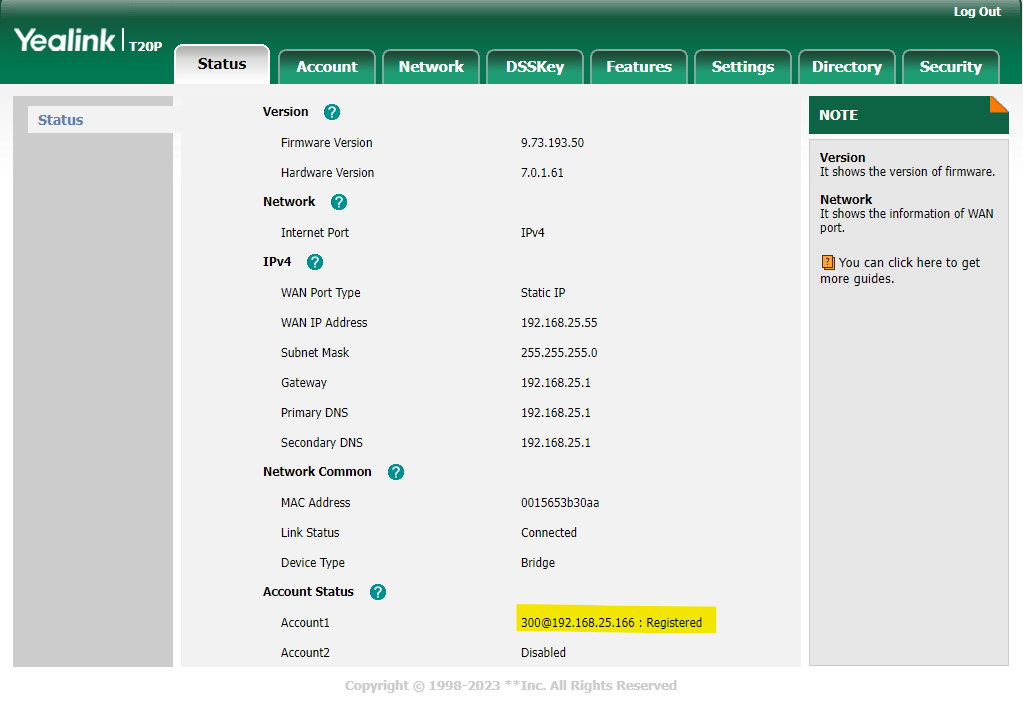 Log Out
Yealink T20P
Status Account Network DSSKey Features Settings Directory Security
Status
Version ?
Firmware Version 9.73.193.50
Hardware Version 7.0.1.61
Network ?
Internet Port IPv4
IPv4 ?
WAN Port Type Static IP
WAN IP Address 192.168.25.55
Subnet Mask 255.255.255.0
Gateway 192.168.25.1
Primary DNS 192.168.25.1
Secondary DNS 192.168.25.1
Network Common ?
MAC Address 0015653b30aa
Link Status Connected
Device Type Bridge
Account Status ?
Account1 300@192.168.25.166 : Registered
Account2 Disabled
NOTE
Version
It shows the version of firmware.
Network
It shows the information of WAN
port.
? You can click here to get
more guides.
Copyright © 1998-2023 **Inc. All Rights Reserved